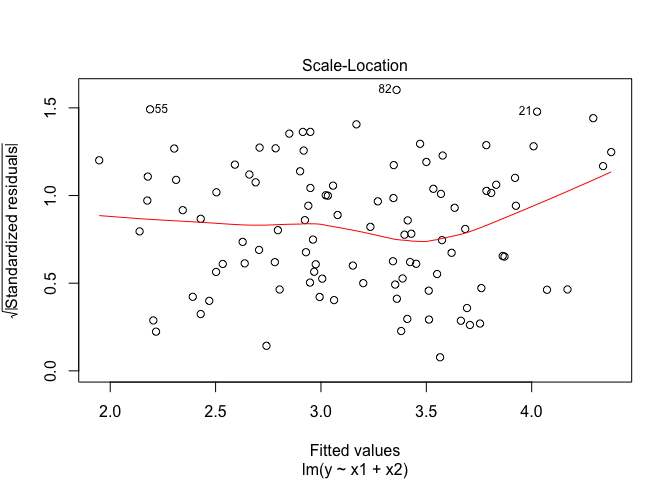 Scale-Location
82
55
21
√|Standardized residuals|
1.5
1.0
0.5
0.0
2.0 2.5 3.0 3.5 4.0
Fitted values
lm(y ~ x1 + x2)